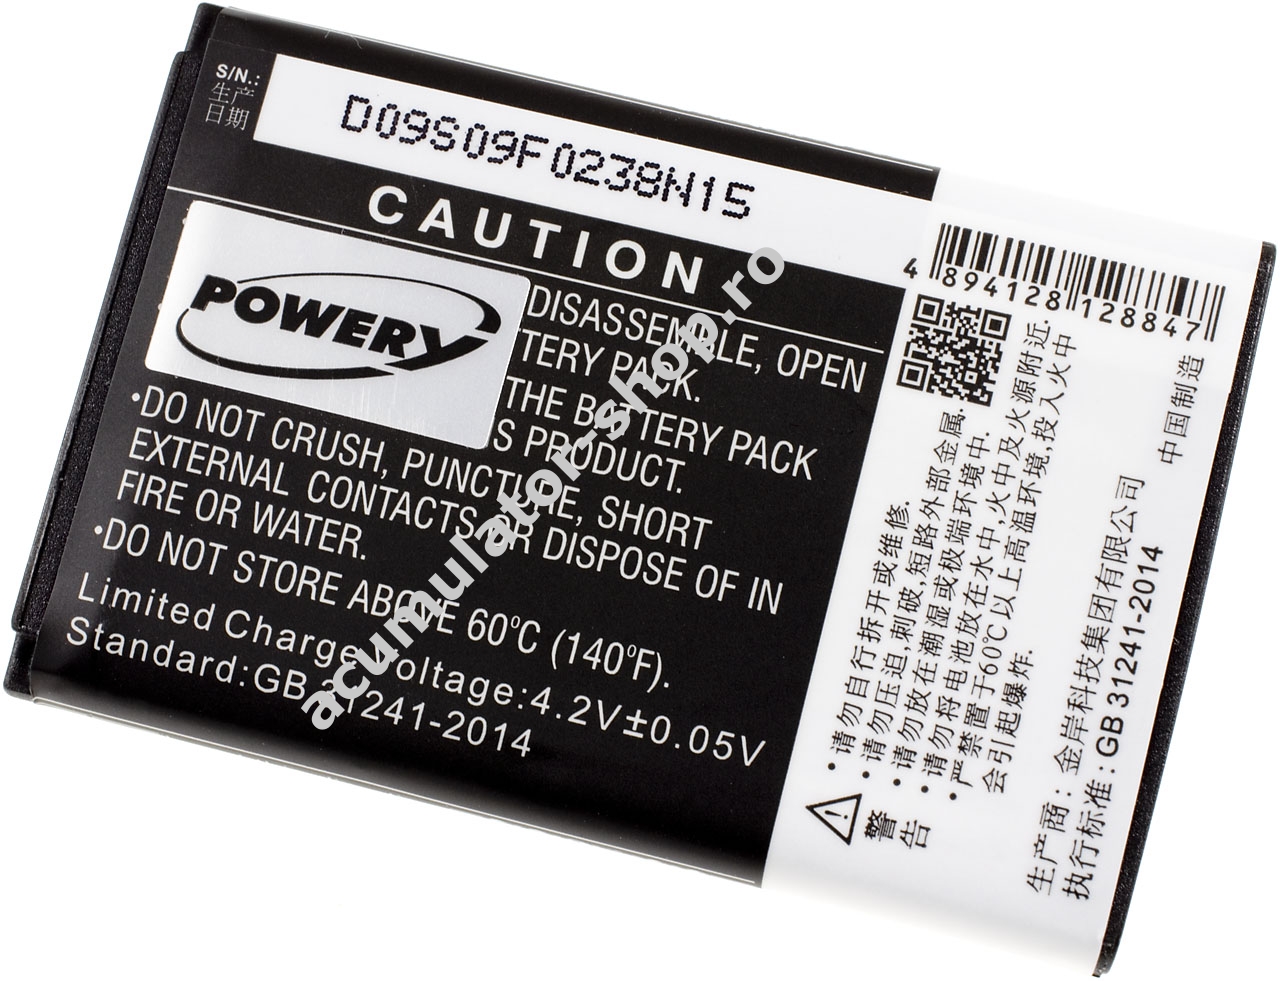 S/N.:
生产
日期
D09S09F0238N15
CAUTION
POWERY
DISASSEMBLE, OPEN
TERY PACK.
THE BATTERY PACK
S PRODUCT.
•DO NOT CRUSH, PUNCTURE, SHORT
EXTERNAL CONTACTS OR DISPOSE OF IN
FIRE OR WATER.
•DO NOT STORE ABOVE 60°C (140°F).
Limited Charge Voltage:4.2V±0.05V
Standard:GB 31241-2014
acumulator-shop.ro
4 894128 128847
警告
•请勿自行拆开或维修.
•请勿压迫,刺破,短路外部金属.
•请勿放在潮湿或极端环境中.
•请勿将电池放在水中,火中及火源附近.
•严禁置于60℃以上高温环境,投入火中
会引起爆炸.
生产商:金岸科技集团有限公司
执行标准:GB 31241-2014
中国制造